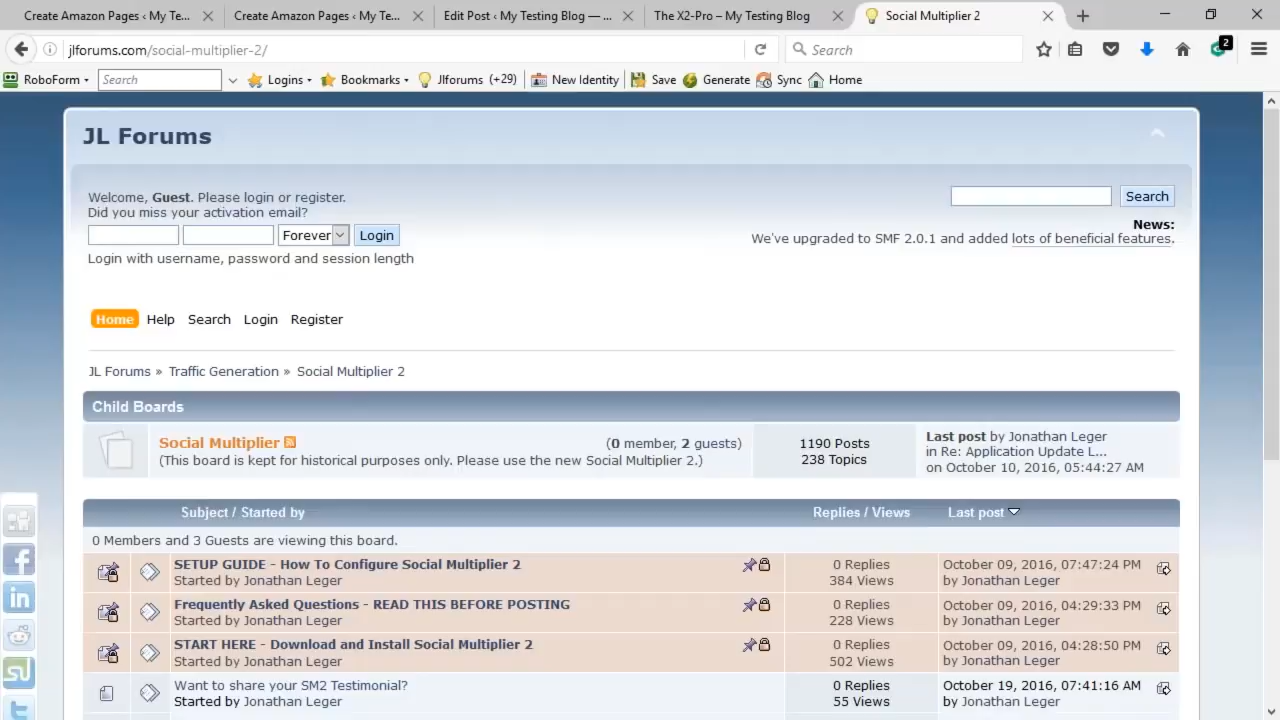 Create Amazon Pages ‹ My Te...
Create Amazon Pages ‹ My Te...
Edit Post ‹ My Testing Blog — ...
The X2-Pro – My Testing Blog
Social Multiplier 2
jlforums.com/social-multiplier-2/
Search
2
RoboForm
Search
Logins
Bookmarks
Jlforums (+29)
New Identity
Save
Generate
Sync
Home
JL Forums
Welcome, Guest. Please login or register.
Did you miss your activation email?
Forever
Login
Login with username, password and session length
Search
News:
We've upgraded to SMF 2.0.1 and added lots of beneficial features.
Home
Help
Search
Login
Register
JL Forums » Traffic Generation » Social Multiplier 2
Child Boards
Social Multiplier
(0 member, 2 guests)
(This board is kept for historical purposes only. Please use the new Social Multiplier 2.)
1190 Posts
238 Topics
Last post by Jonathan Leger
in Re: Application Update L...
on October 10, 2016, 05:44:27 AM
Subject / Started by
Replies / Views
Last post
0 Members and 3 Guests are viewing this board.
SETUP GUIDE - How To Configure Social Multiplier 2
Started by Jonathan Leger
0 Replies
384 Views
October 09, 2016, 07:47:24 PM
by Jonathan Leger
Frequently Asked Questions - READ THIS BEFORE POSTING
Started by Jonathan Leger
0 Replies
228 Views
October 09, 2016, 04:29:33 PM
by Jonathan Leger
START HERE - Download and Install Social Multiplier 2
Started by Jonathan Leger
0 Replies
502 Views
October 09, 2016, 04:28:50 PM
by Jonathan Leger
Want to share your SM2 Testimonial?
Started by Jonathan Leger
0 Replies
55 Views
October 19, 2016, 07:41:16 AM
by Jonathan Leger